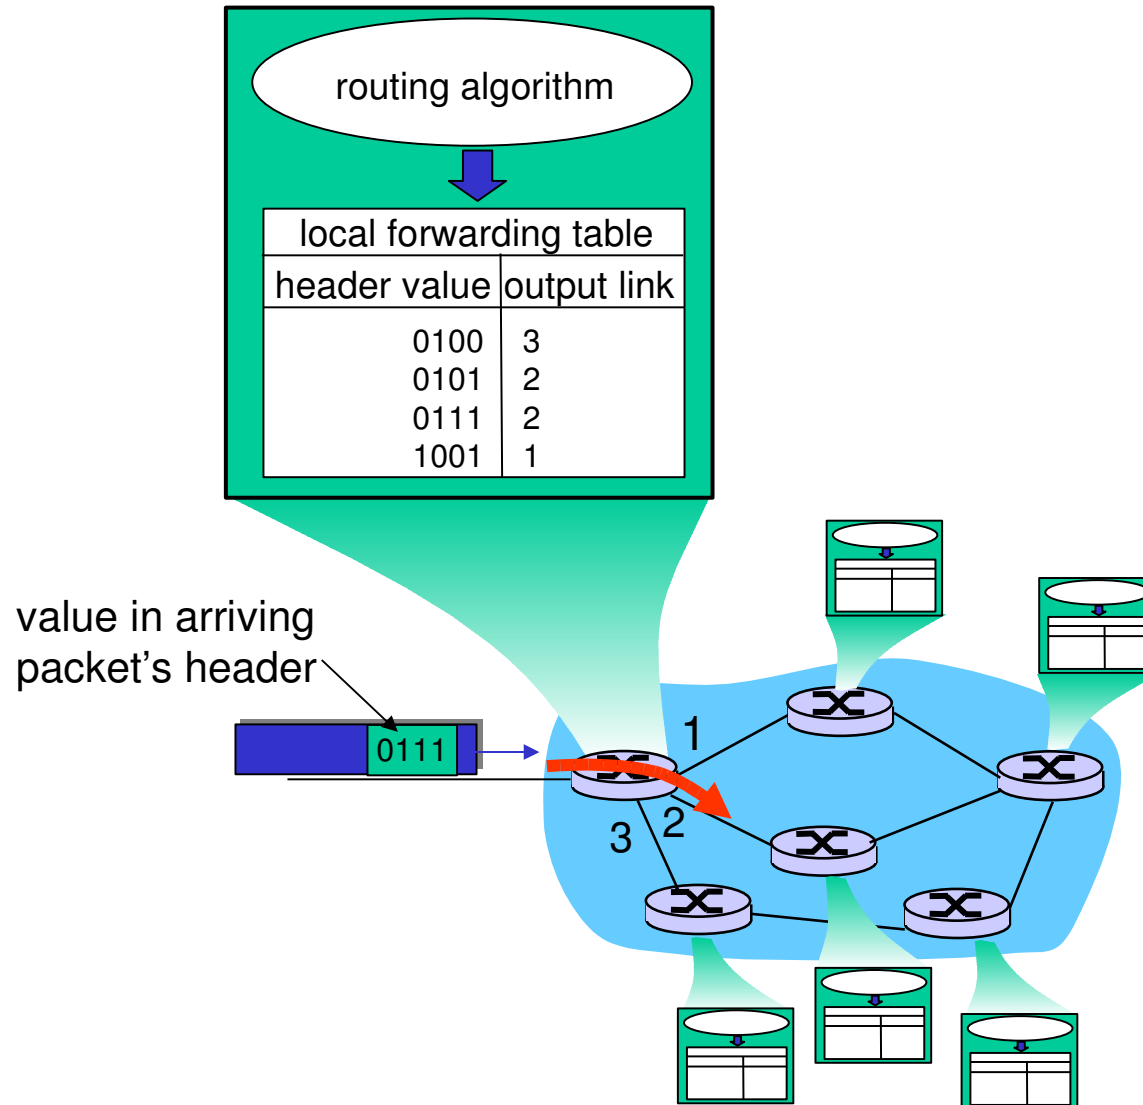 routing algorithm
local forwarding table
header value output link
0100 3
0101 2
0111 2
1001 1
value in arriving
packet's header
0111
1
2
3